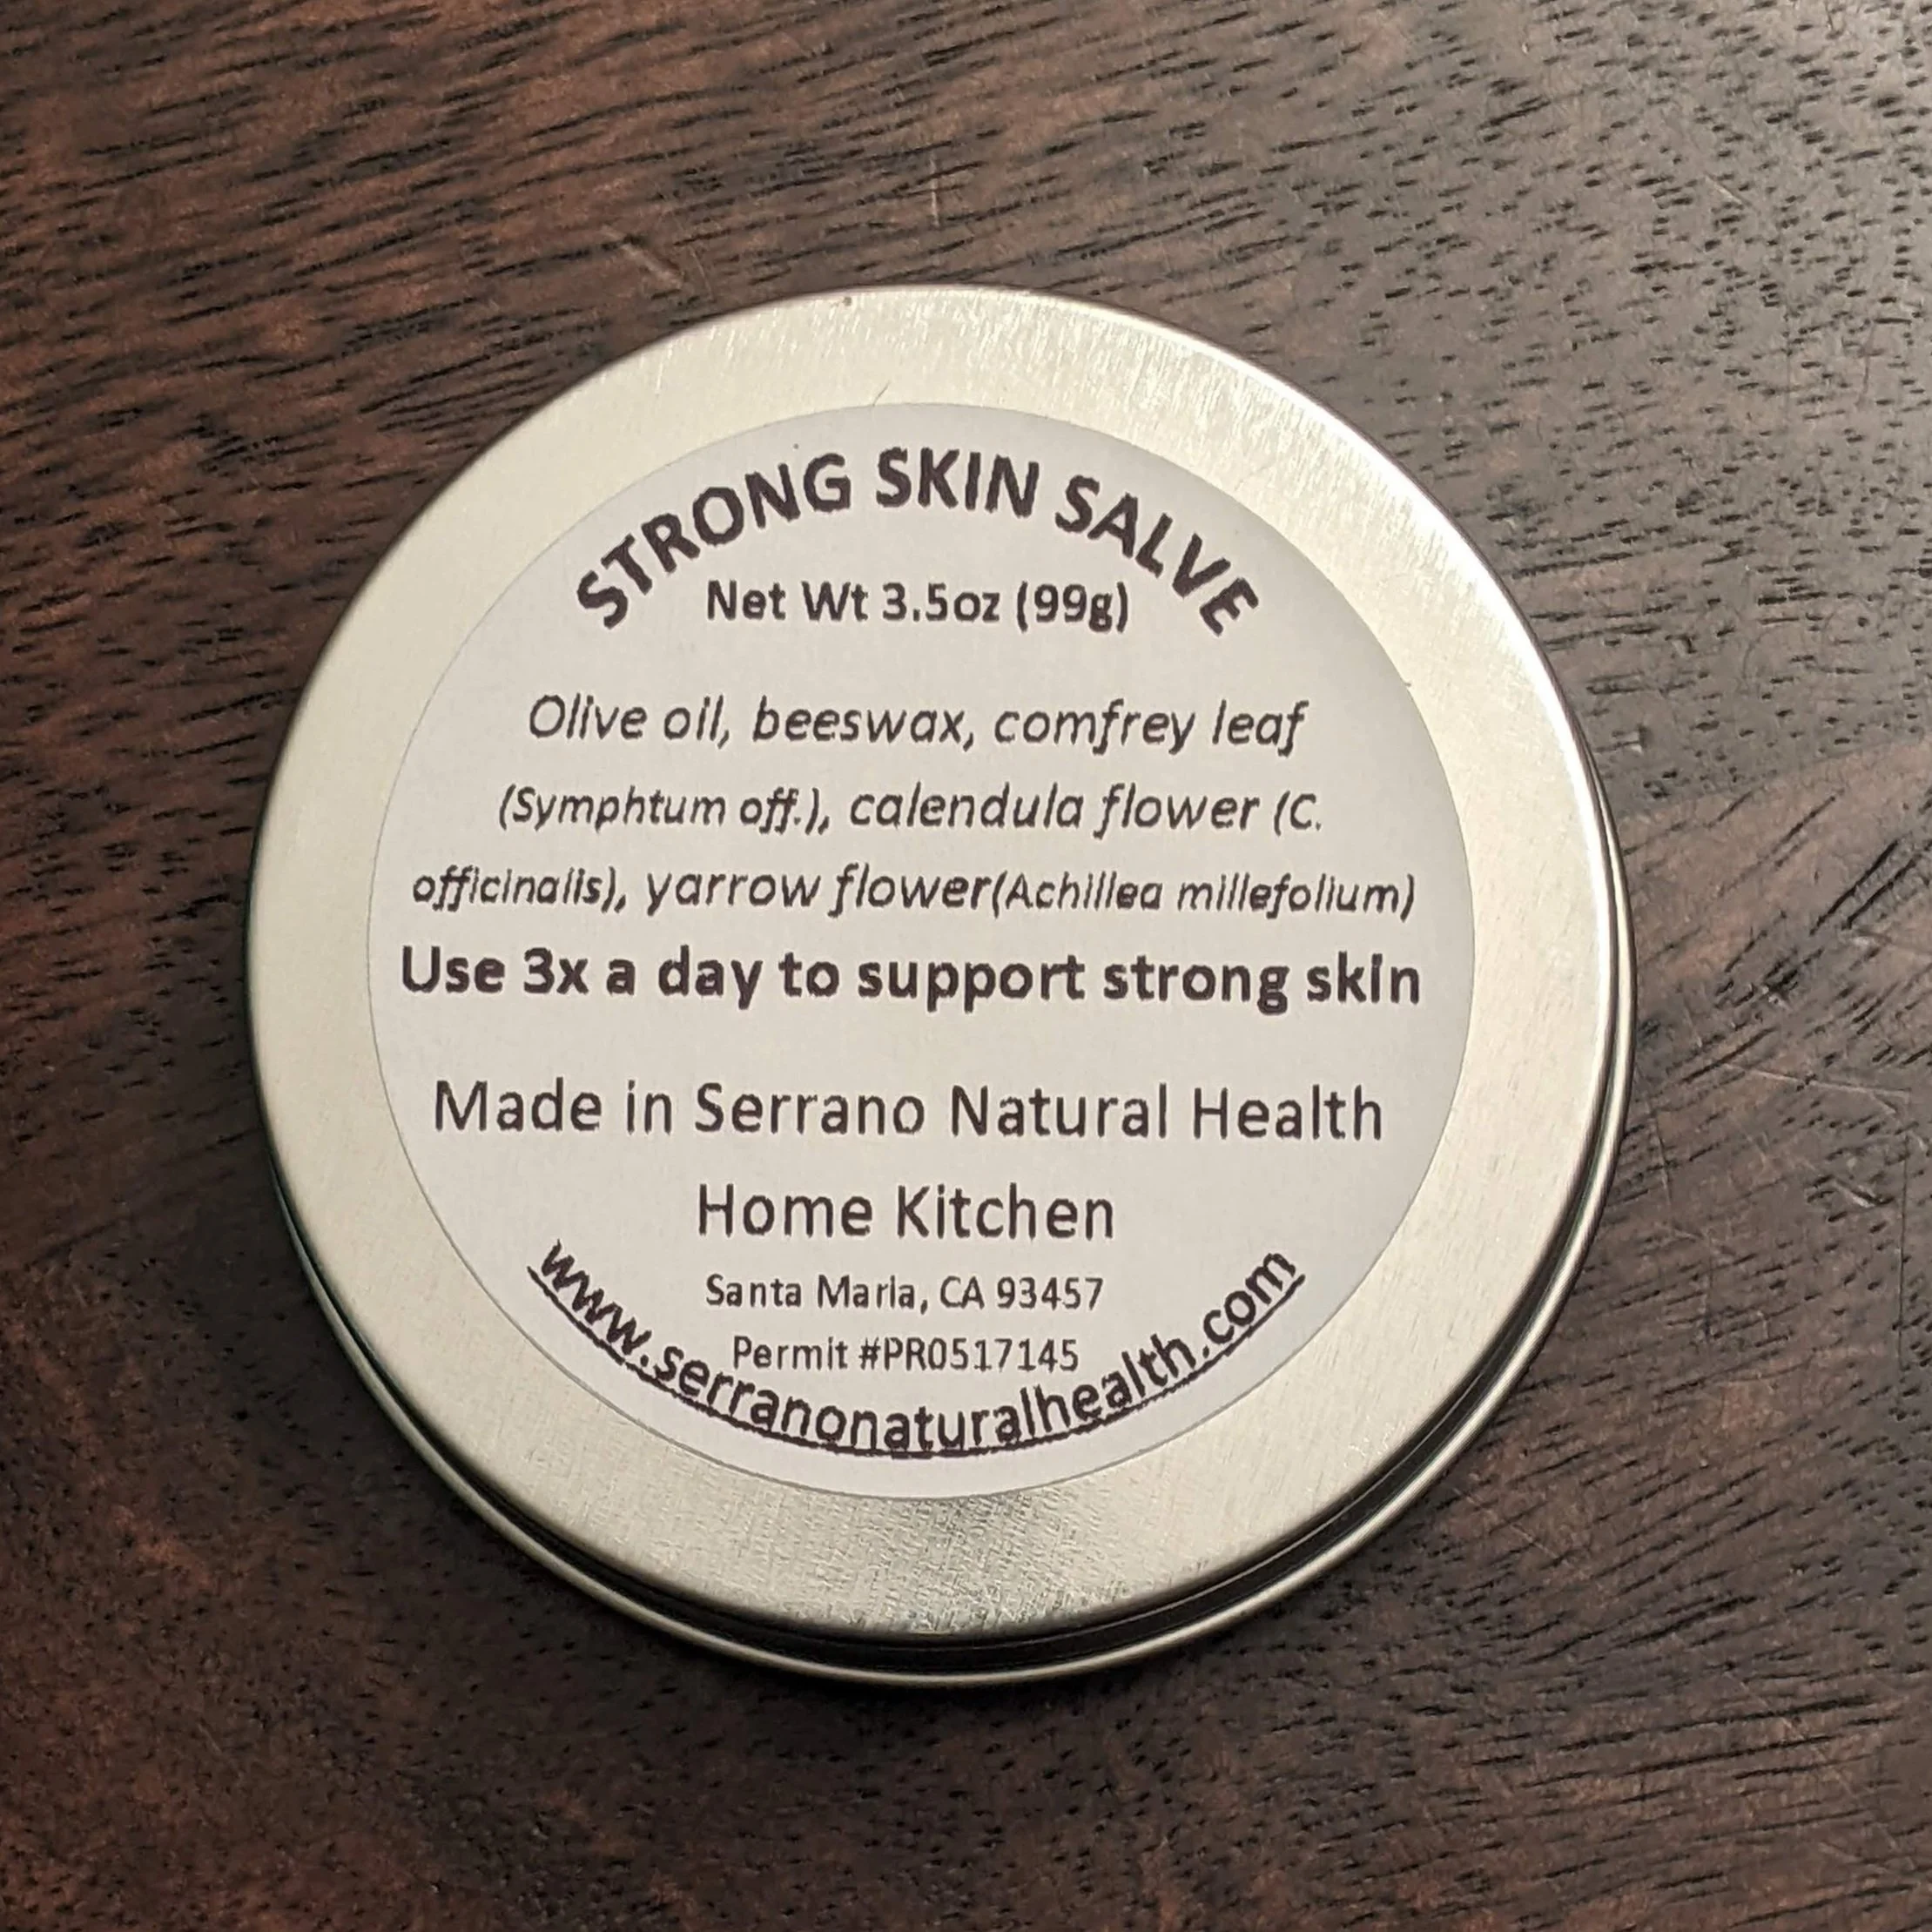 STRONG SKIN SALVE
Net Wt 3.5oz (99g)
Olive oil, beeswax, comfrey leaf
(Symphtum off.), calendula flower (C.
officinalis), yarrow flower(Achillea millefolium)
Use 3x a day to support strong skin
Made in Serrano Natural Health
Home Kitchen
Santa Maria, CA 93457
Permit #PR0517145
www.serranonaturalhealth.com